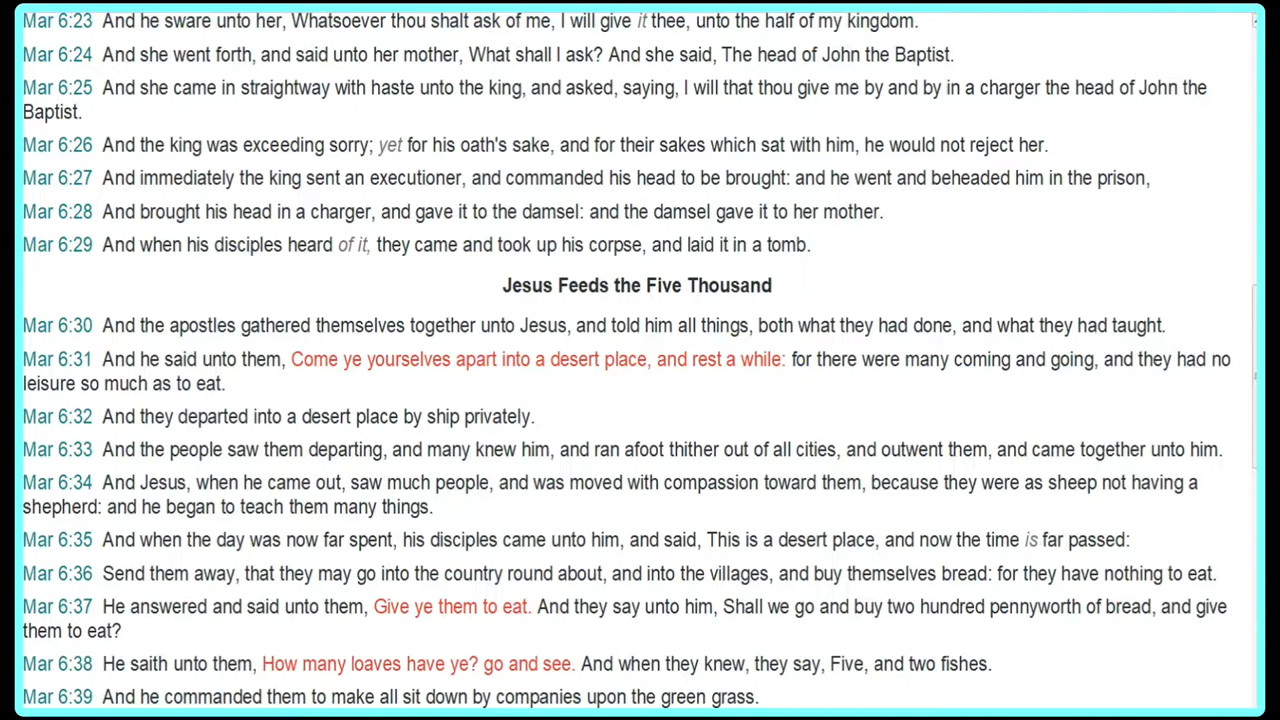 Mar 6:23 And he sware unto her, Whatsoever thou shalt ask of me, I will give it thee, unto the half of my kingdom.
Mar 6:24 And she went forth, and said unto her mother, What shall I ask? And she said, The head of John the Baptist.
Mar 6:25 And she came in straightway with haste unto the king, and asked, saying, I will that thou give me by and by in a charger the head of John the
Baptist.
Mar 6:26 And the king was exceeding sorry; yet for his oath's sake, and for their sakes which sat with him, he would not reject her.
Mar 6:27 And immediately the king sent an executioner, and commanded his head to be brought: and he went and beheaded him in the prison,
Mar 6:28 And brought his head in a charger, and gave it to the damsel: and the damsel gave it to her mother.
Mar 6:29 And when his disciples heard of it, they came and took up his corpse, and laid it in a tomb.
Jesus Feeds the Five Thousand
Mar 6:30 And the apostles gathered themselves together unto Jesus, and told him all things, both what they had done, and what they had taught.
Mar 6:31 And he said unto them, Come ye yourselves apart into a desert place, and rest a while: for there were many coming and going, and they had no
leisure so much as to eat.
Mar 6:32 And they departed into a desert place by ship privately.
Mar 6:33 And the people saw them departing, and many knew him, and ran afoot thither out of all cities, and outwent them, and came together unto him.
Mar 6:34 And Jesus, when he came out, saw much people, and was moved with compassion toward them, because they were as sheep not having a
shepherd: and he began to teach them many things.
Mar 6:35 And when the day was now far spent, his disciples came unto him, and said, This is a desert place, and now the time is far passed:
Mar 6:36 Send them away, that they may go into the country round about, and into the villages, and buy themselves bread: for they have nothing to eat.
Mar 6:37 He answered and said unto them, Give ye them to eat. And they say unto him, Shall we go and buy two hundred pennyworth of bread, and give
them to eat?
Mar 6:38 He saith unto them, How many loaves have ye? go and see. And when they knew, they say, Five, and two fishes.
Mar 6:39 And he commanded them to make all sit down by companies upon the green grass.